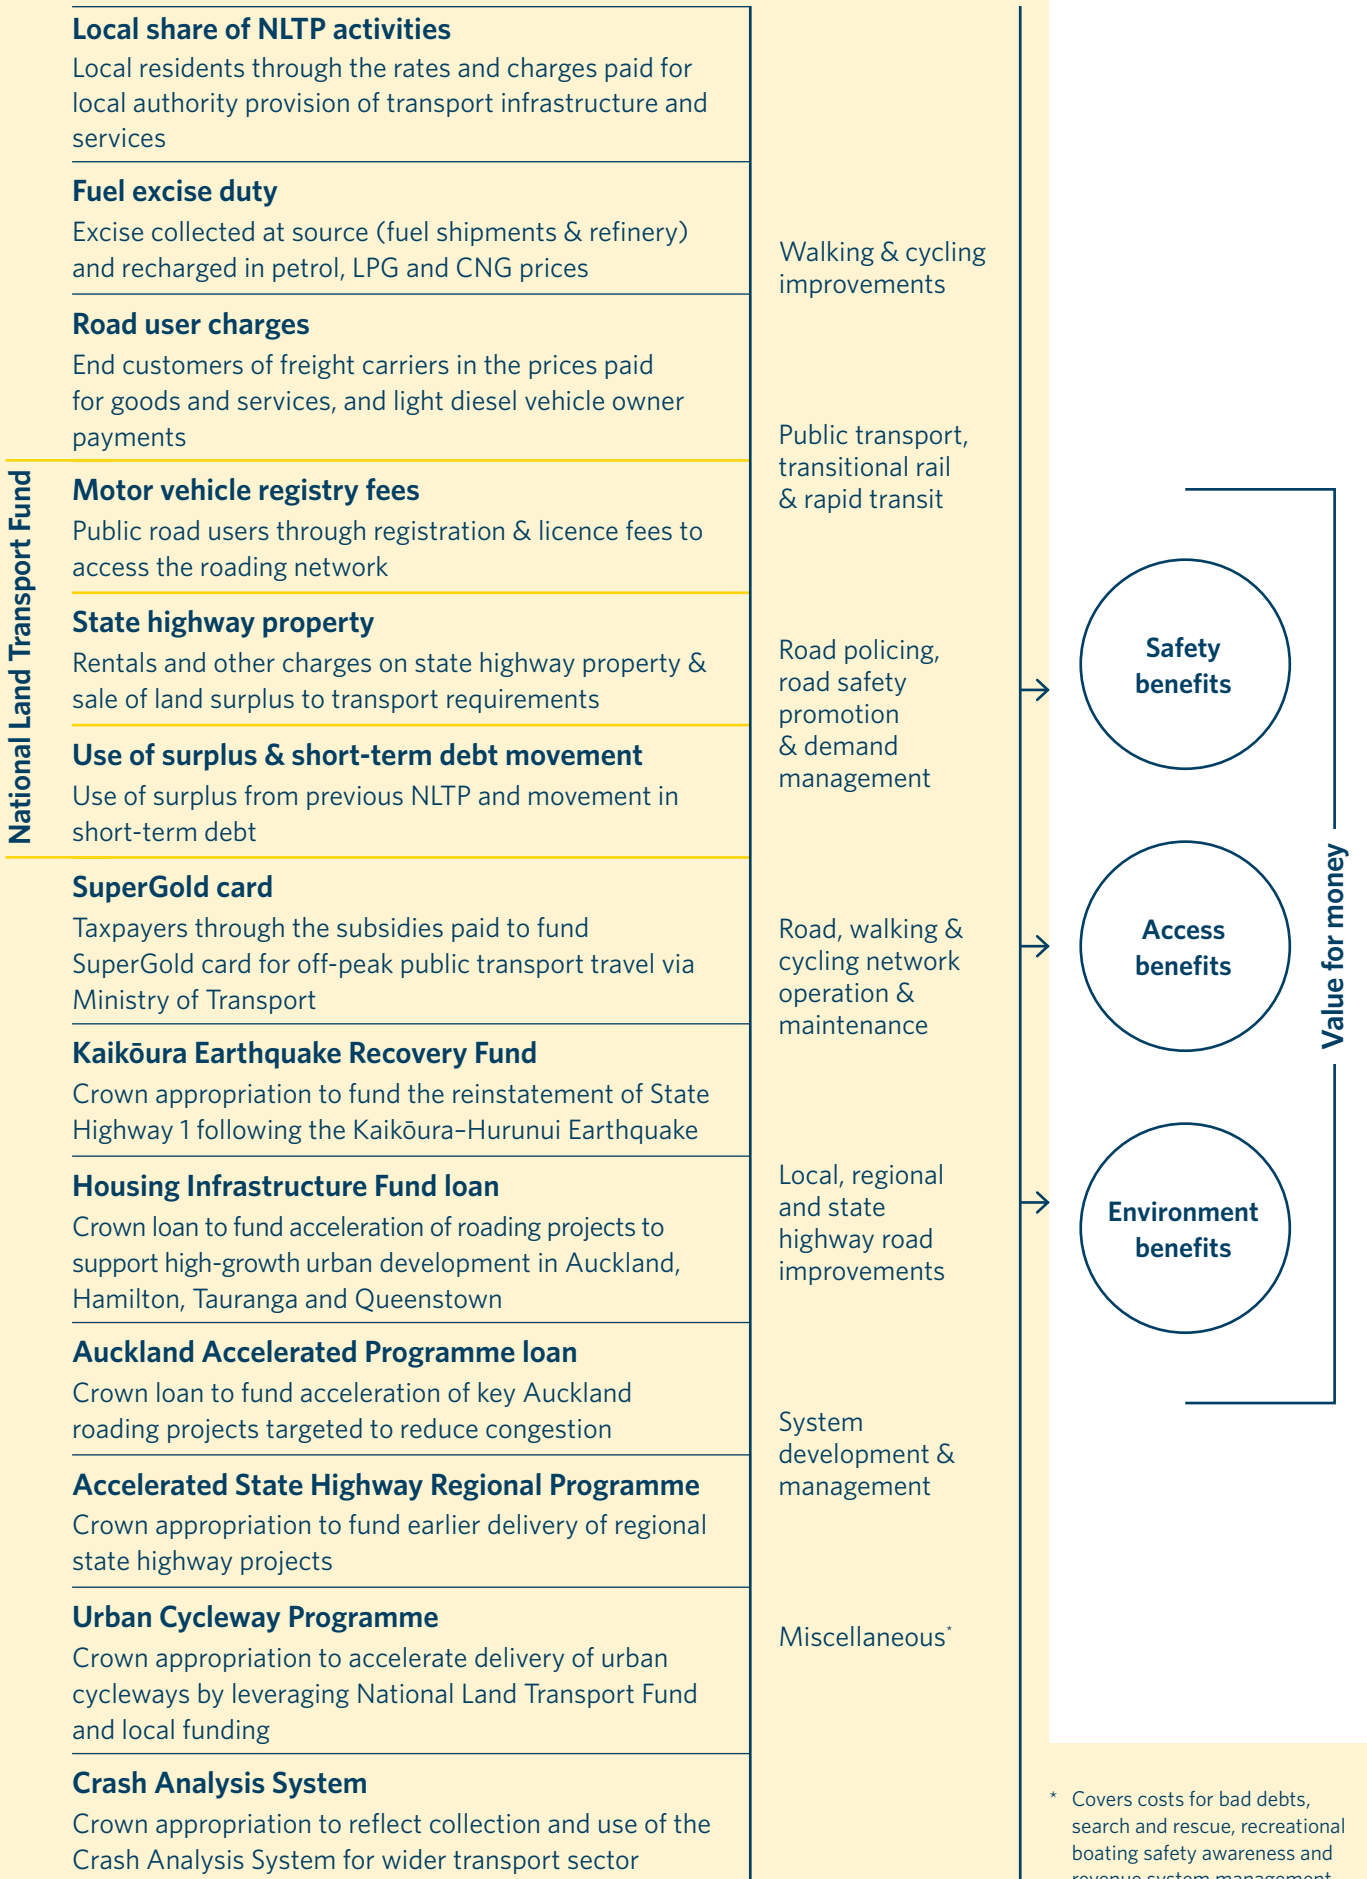 Local share of NLTP activities
Local residents through the rates and charges paid for
local authority provision of transport infrastructure and
services
Fuel excise duty
Excise collected at source (fuel shipments & refinery)
and recharged in petrol, LPG and CNG prices
Road user charges
End customers of freight carriers in the prices paid
for goods and services, and light diesel vehicle owner
payments
National Land Transport Fund
Motor vehicle registry fees
Public road users through registration & licence fees to
access the roading network
State highway property
Rentals and other charges on state highway property &
sale of land surplus to transport requirements
Use of surplus & short-term debt movement
Use of surplus from previous NLTP and movement in
short-term debt
SuperGold card
Taxpayers through the subsidies paid to fund
SuperGold card for off-peak public transport travel via
Ministry of Transport
Kaikōura Earthquake Recovery Fund
Crown appropriation to fund the reinstatement of State
Highway 1 following the Kaikōura–Hurunui Earthquake
Housing Infrastructure Fund loan
Crown loan to fund acceleration of roading projects to
support high-growth urban development in Auckland,
Hamilton, Tauranga and Queenstown
Auckland Accelerated Programme loan
Crown loan to fund acceleration of key Auckland
roading projects targeted to reduce congestion
Accelerated State Highway Regional Programme
Crown appropriation to fund earlier delivery of regional
state highway projects
Urban Cycleway Programme
Crown appropriation to accelerate delivery of urban
cycleways by leveraging National Land Transport Fund
and local funding
Crash Analysis System
Crown appropriation to reflect collection and use of the
Crash Analysis System for wider transport sector
Walking & cycling
improvements
Public transport,
transitional rail
& rapid transit
Road policing,
road safety
promotion
& demand
management
Road, walking &
cycling network
operation &
maintenance
Local, regional
and state
highway road
improvements
System
development &
management
Miscellaneous*
Safety
benefits
Access
benefits
Environment
benefits
Value for money
* Covers costs for bad debts,
search and rescue, recreational
boating safety awareness and
revenue system management